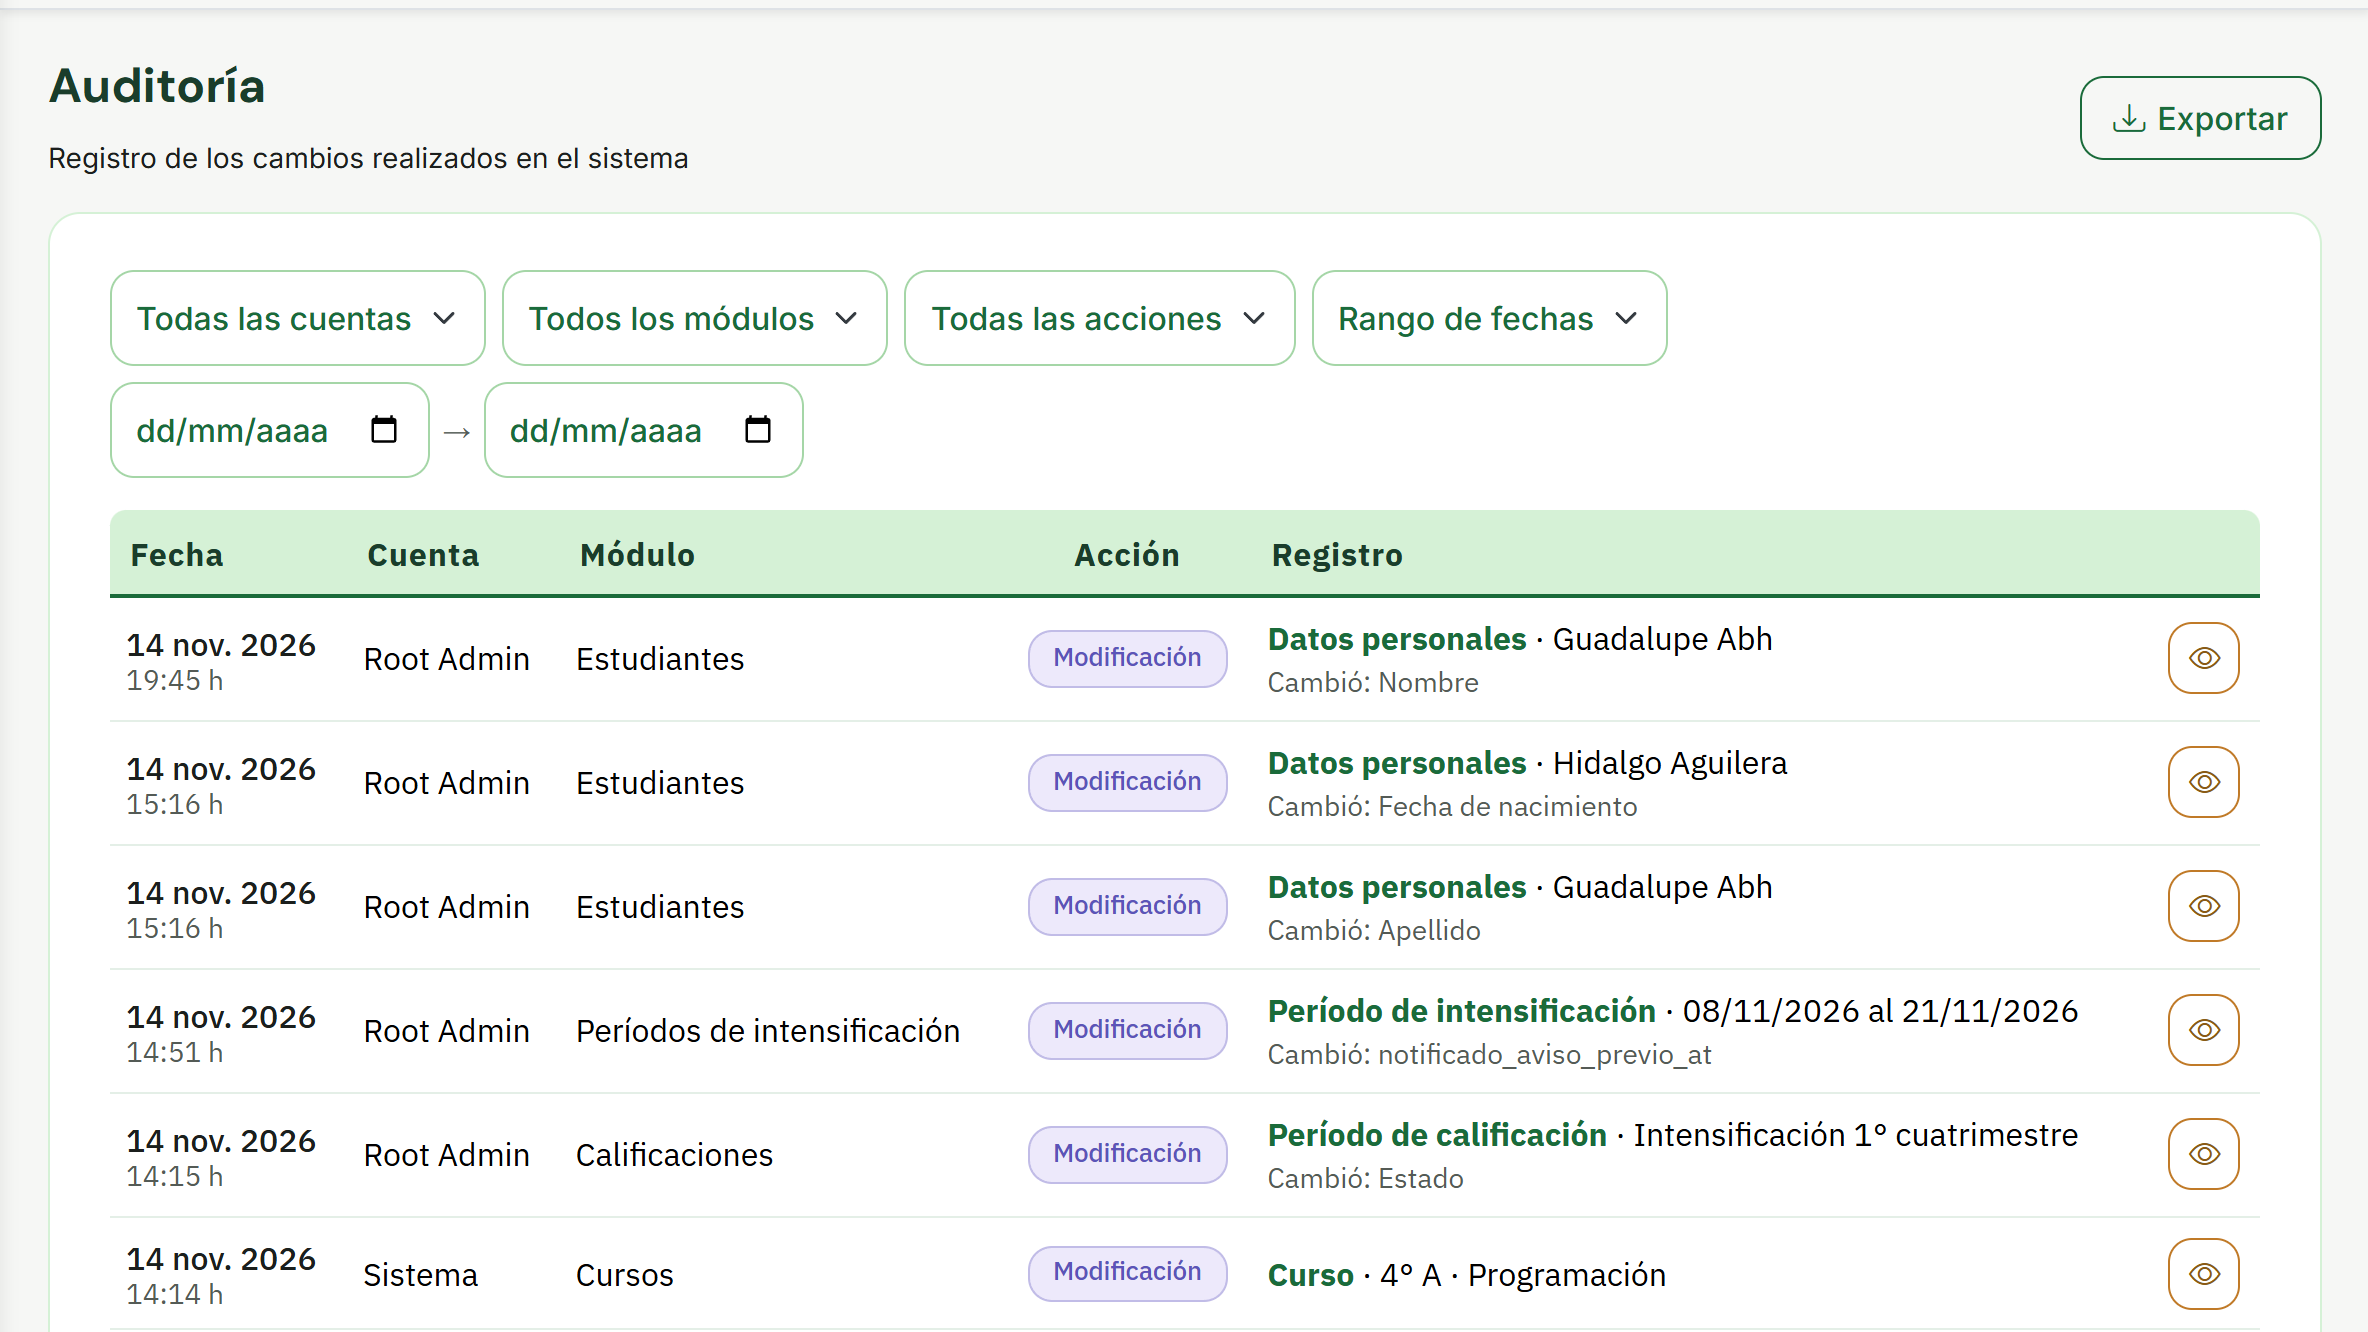 Auditoría
Registro de los cambios realizados en el sistema
Exportar
Todas las cuentas
Todos los módulos
Todas las acciones
Rango de fechas
dd/mm/aaaa → dd/mm/aaaa
Fecha Cuenta Módulo Acción Registro
14 nov. 2026
19:45 h
Root Admin
Estudiantes
Modificación
Datos personales · Guadalupe Abh
Cambió: Nombre
14 nov. 2026
15:16 h
Root Admin
Estudiantes
Modificación
Datos personales · Hidalgo Aguilera
Cambió: Fecha de nacimiento
14 nov. 2026
15:16 h
Root Admin
Estudiantes
Modificación
Datos personales · Guadalupe Abh
Cambió: Apellido
14 nov. 2026
14:51 h
Root Admin
Períodos de intensificación
Modificación
Período de intensificación · 08/11/2026 al 21/11/2026
Cambió: notificado_aviso_previo_at
14 nov. 2026
14:15 h
Root Admin
Calificaciones
Modificación
Período de calificación · Intensificación 1° cuatrimestre
Cambió: Estado
14 nov. 2026
14:14 h
Sistema
Cursos
Modificación
Curso · 4° A · Programación